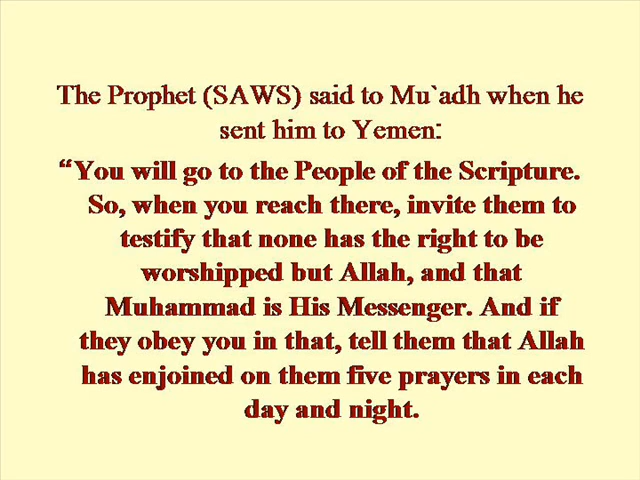 The Prophet (SAWS) said to Mu`adh when he
sent him to Yemen:
“You will go to the People of the Scripture.
So, when you reach there, invite them to
testify that none has the right to be
worshipped but Allah, and that
Muhammad is His Messenger. And if
they obey you in that, tell them that Allah
has enjoined on them five prayers in each
day and night.